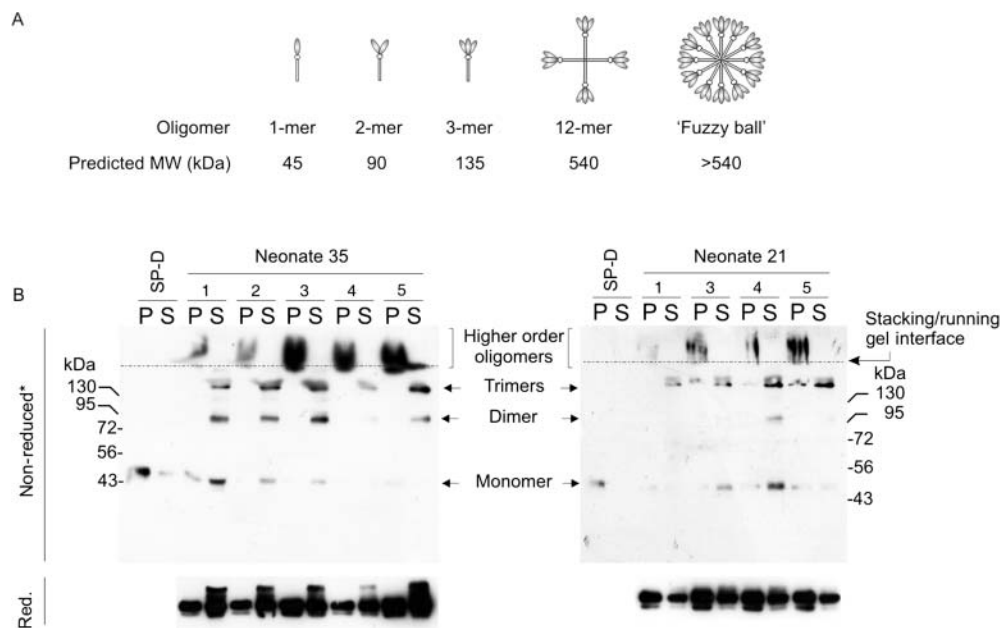 A
Oligomer 1-mer 2-mer 3-mer 12-mer 'Fuzzy ball'
Predicted MW (kDa) 45 90 135 540 >540
B
SP-D Neonate 35 SP-D Neonate 21
1 2 3 4 5 1 3 4 5
P S P S P S P S P S P S P S P S P S P S P S
Higher order oligomers
Stacking/running gel interface
kDa kDa
130 Trimers 130
95 Dimer 95
72- -72
56- -56
43- Monomer -43
Non-reduced*
Red.